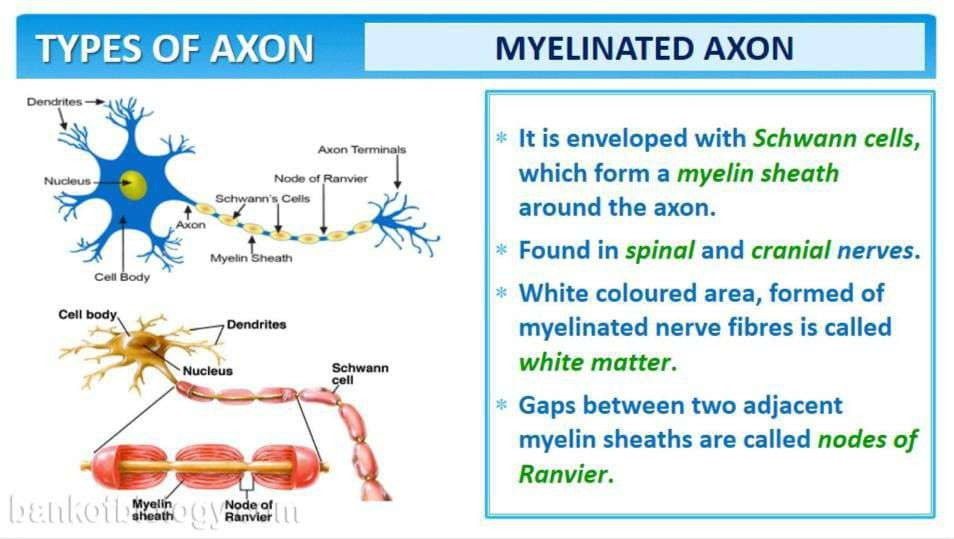 TYPES OF AXON
MYELINATED AXON
Dendrites
Axon Terminals
Nucleus
Node of Ranvier
Schwann's Cells
Axon
Myelin Sheath
Cell Body
Cell body
Dendrites
Nucleus
Schwann
cell
Myelin
sheath
Node of
Ranvier
* It is enveloped with Schwann cells,
which form a myelin sheath
around the axon.
* Found in spinal and cranial nerves.
* White coloured area, formed of
myelinated nerve fibres is called
white matter.
* Gaps between two adjacent
myelin sheaths are called nodes of
Ranvier.